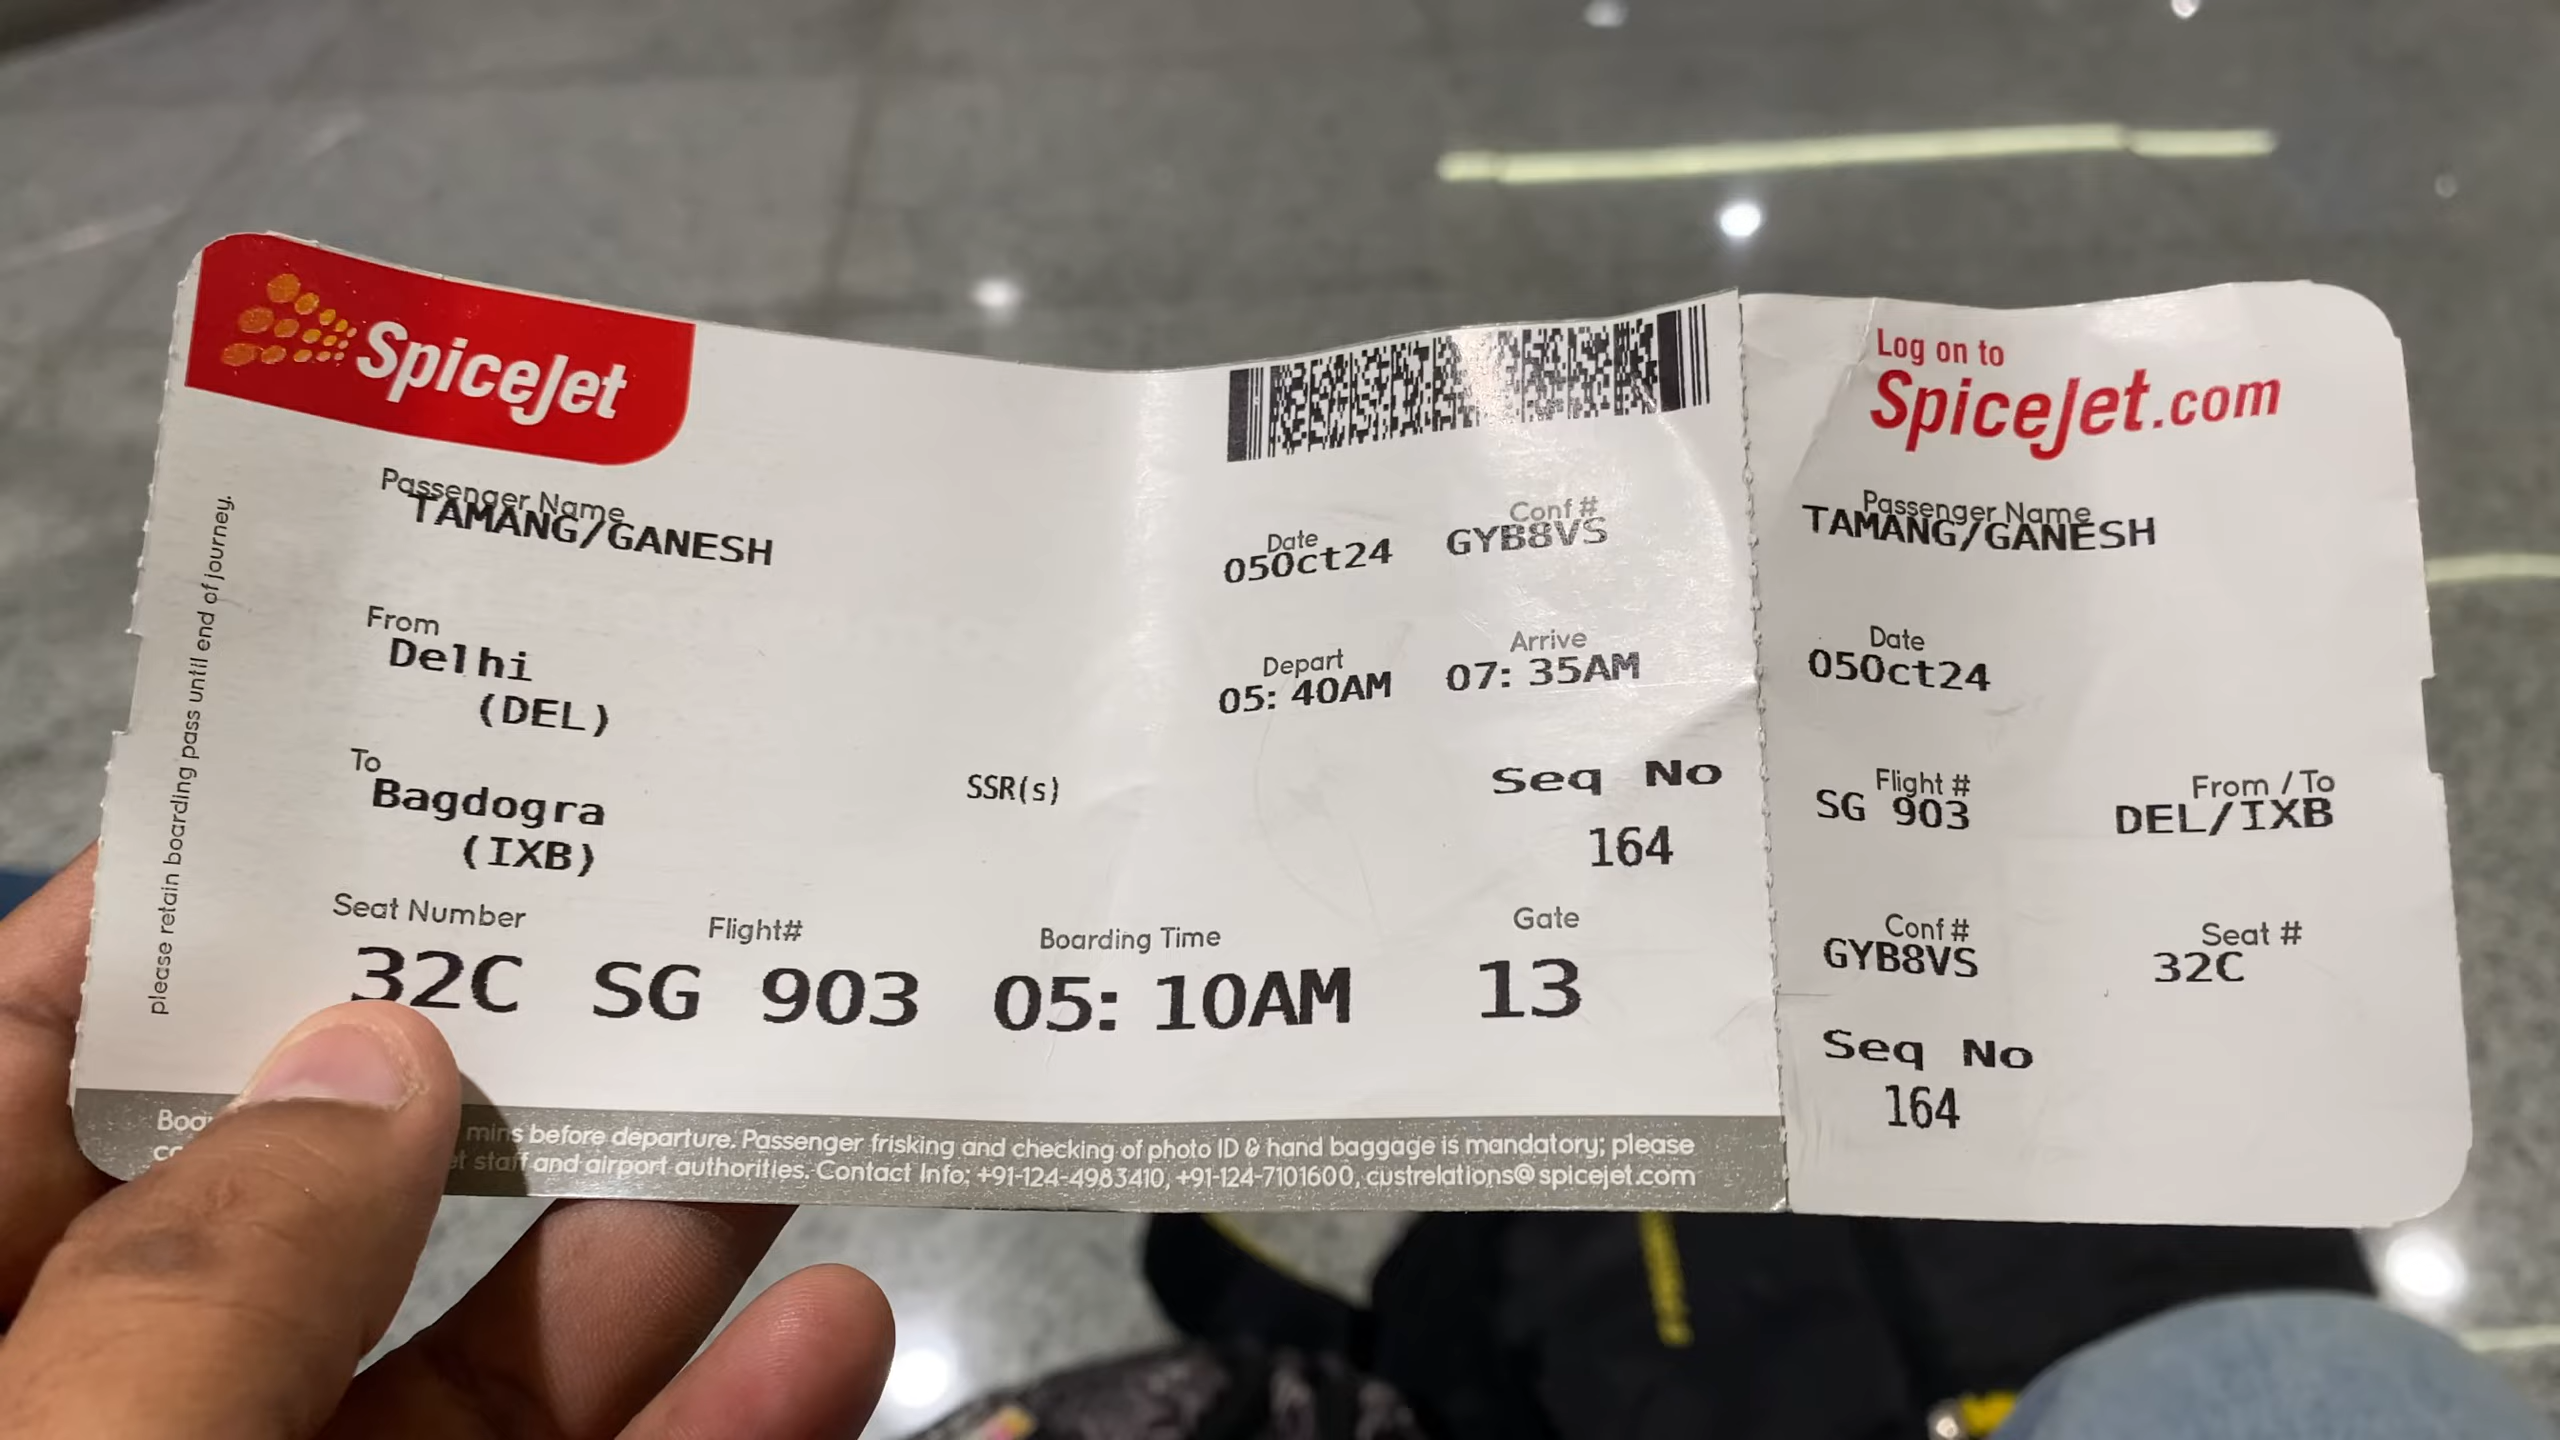 SpiceJet
please retain boarding pass until end of journey.
Passenger Name
TAMANG/GANESH
From
Delhi
(DEL)
To
Bagdogra
(IXB)
SSR(s)
Date
05Oct24
Conf #
GYB8VS
Depart
05: 40AM
Arrive
07: 35AM
Seq No
164
Seat Number
32C
Flight#
SG 903
Boarding Time
05: 10AM
Gate
13
mins before departure. Passenger frisking and checking of photo ID & hand baggage is mandatory; please
staff and airport authorities. Contact Info: +91-124-4983410, +91-124-7101600, custrelations@spicejet.com
Log on to
SpiceJet.com
Passenger Name
TAMANG/GANESH
Date
05Oct24
Flight #
SG 903
From / To
DEL/IXB
Conf #
GYB8VS
Seat #
32C
Seq No
164